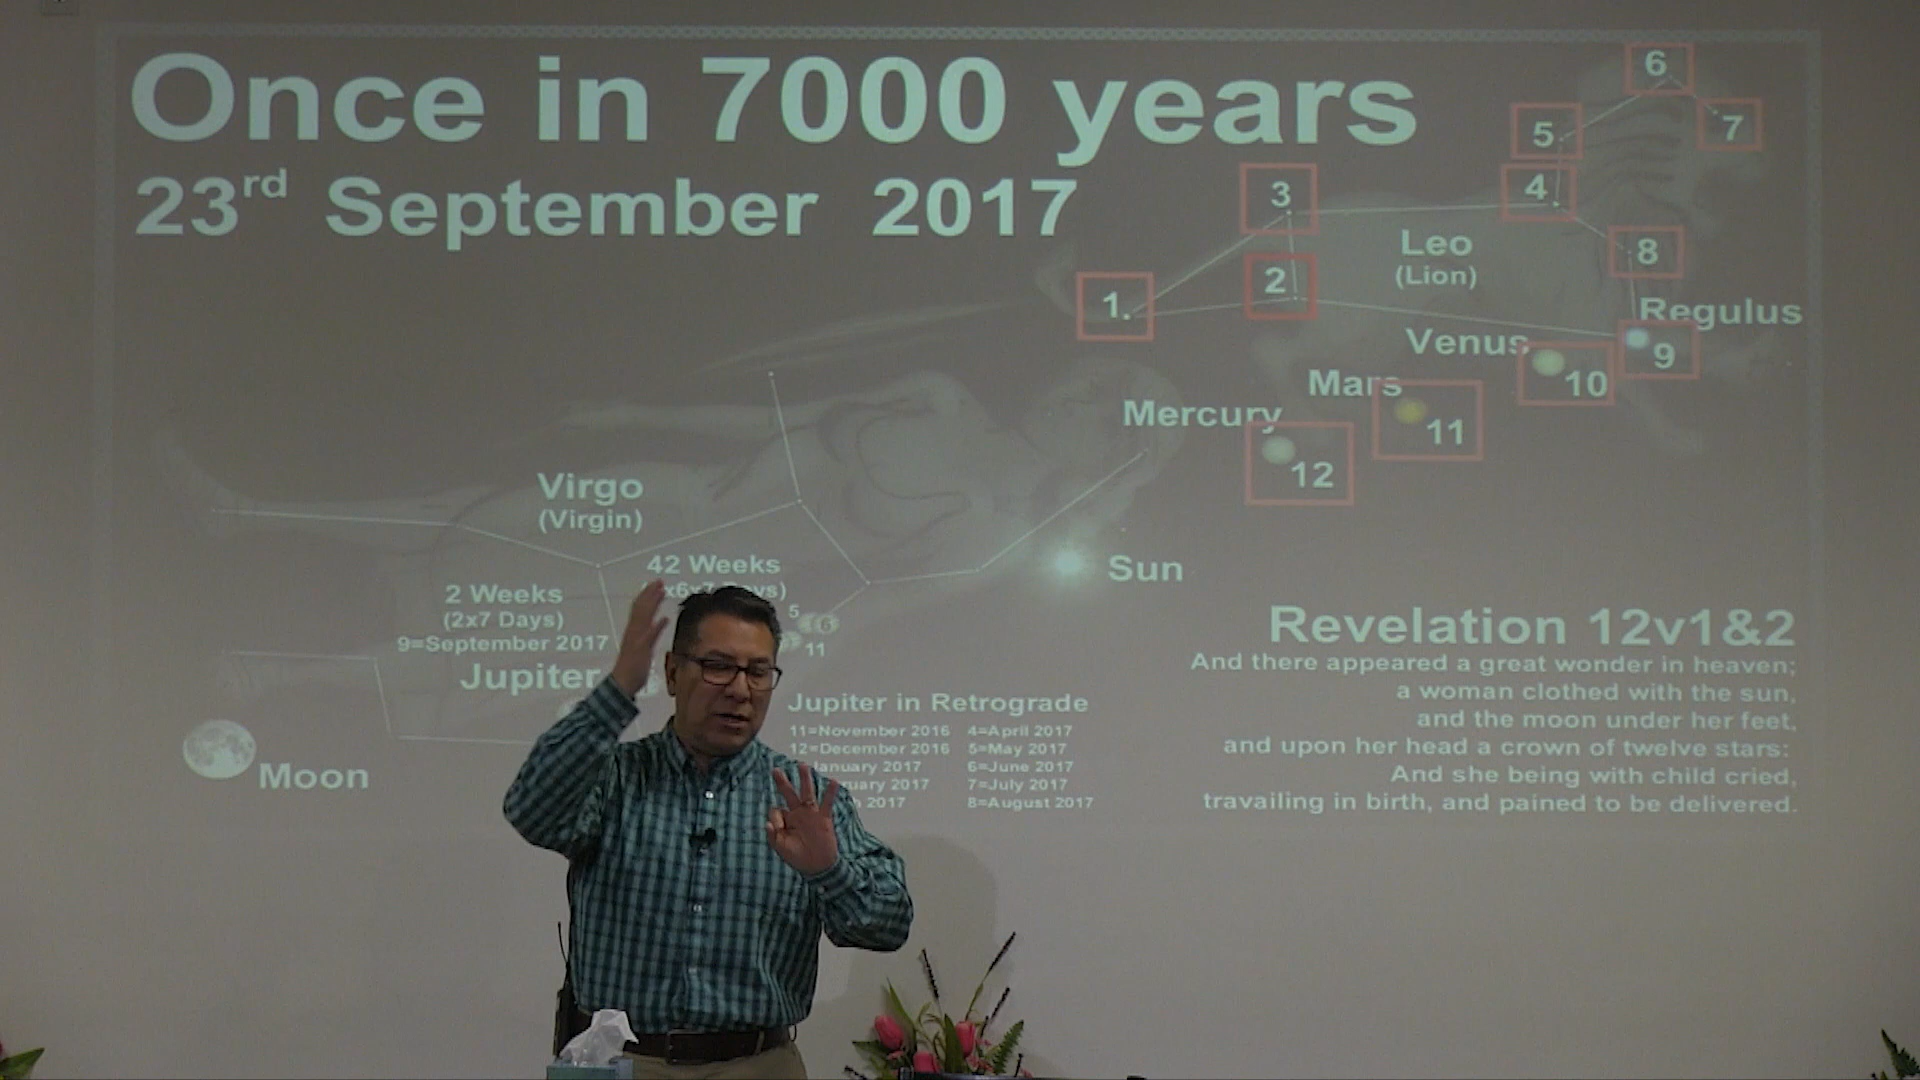 Once in 7000 years
23rd September 2017
6
5
7
4
3
8
Leo
(Lion)
2
1.
Regulus
Venus
9
10
Mars
11
Mercury
12
Virgo
(Virgin)
42 Weeks
2 Weeks
(2x7 Days)
9=September 2017
5
6
11
Jupiter
Sun
Moon
Jupiter in Retrograde
11=November 2016 4=April 2017
12=December 2016 5=May 2017
January 2017 6=June 2017
2017 7=July 2017
2017 8=August 2017
Revelation 12v1&2
And there appeared a great wonder in heaven;
a woman clothed with the sun,
and the moon under her feet,
and upon her head a crown of twelve stars:
And she being with child cried,
travailing in birth, and pained to be delivered.